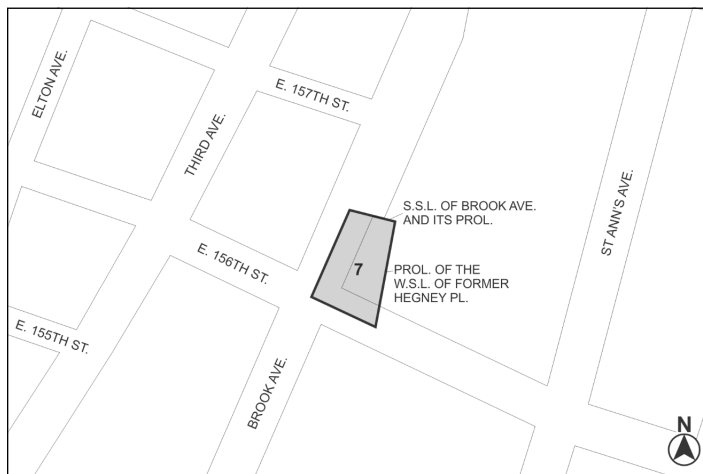 ELTON AVE.
THIRD AVE.
E. 157TH ST.
ST ANN'S AVE.
S.S.L. OF BROOK AVE.
AND ITS PROL.
E. 156TH ST.
7
PROL. OF THE
W.S.L. OF FORMER
HEGNEY PL.
E. 155TH ST.
BROOK AVE.
N